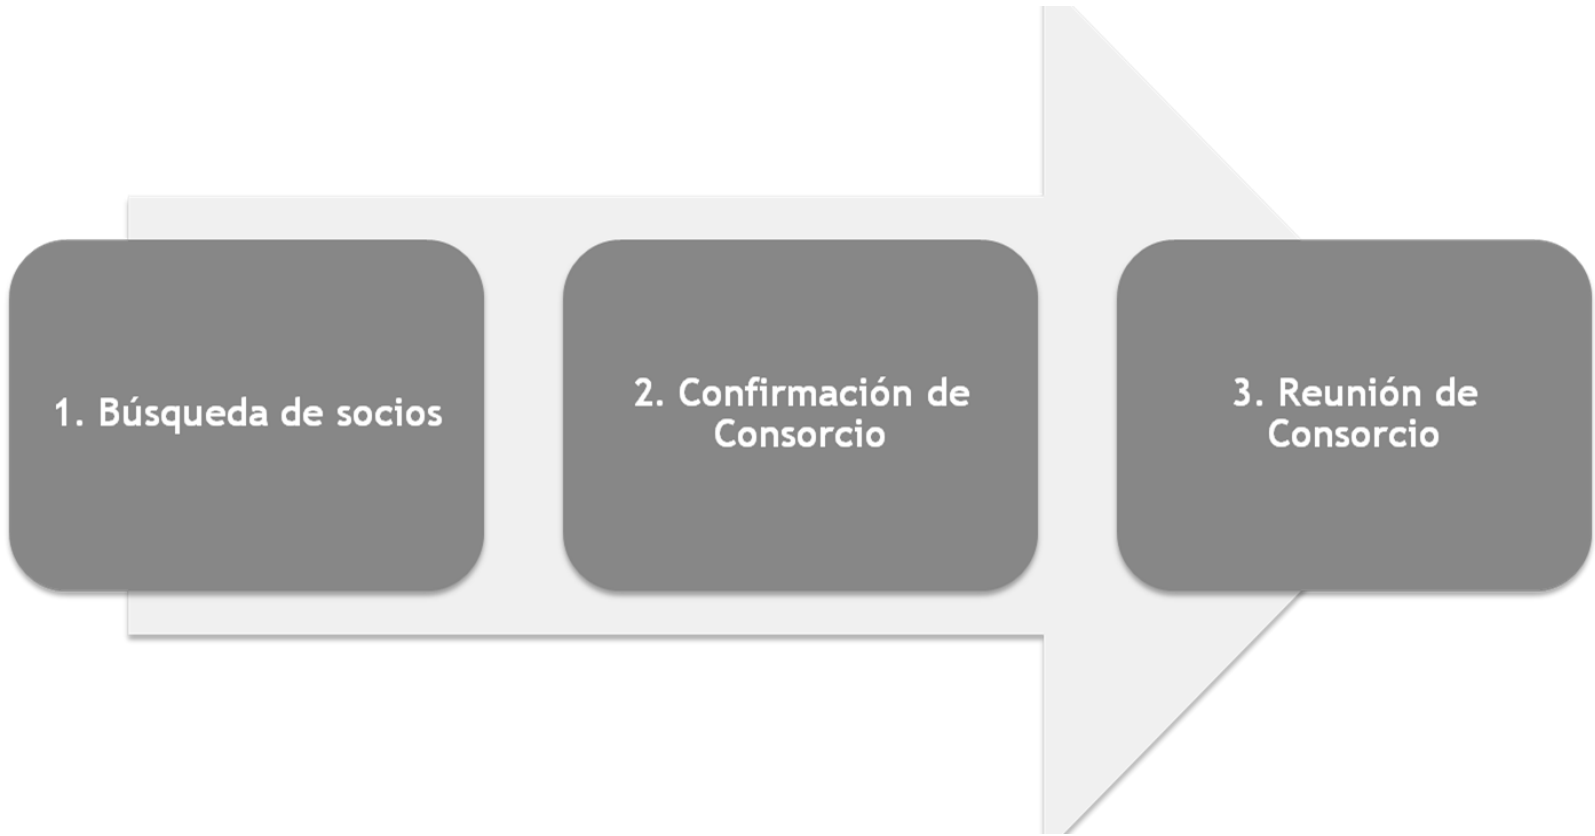 1. Búsqueda de socios
2. Confirmación de
Consorcio
3. Reunión de
Consorcio